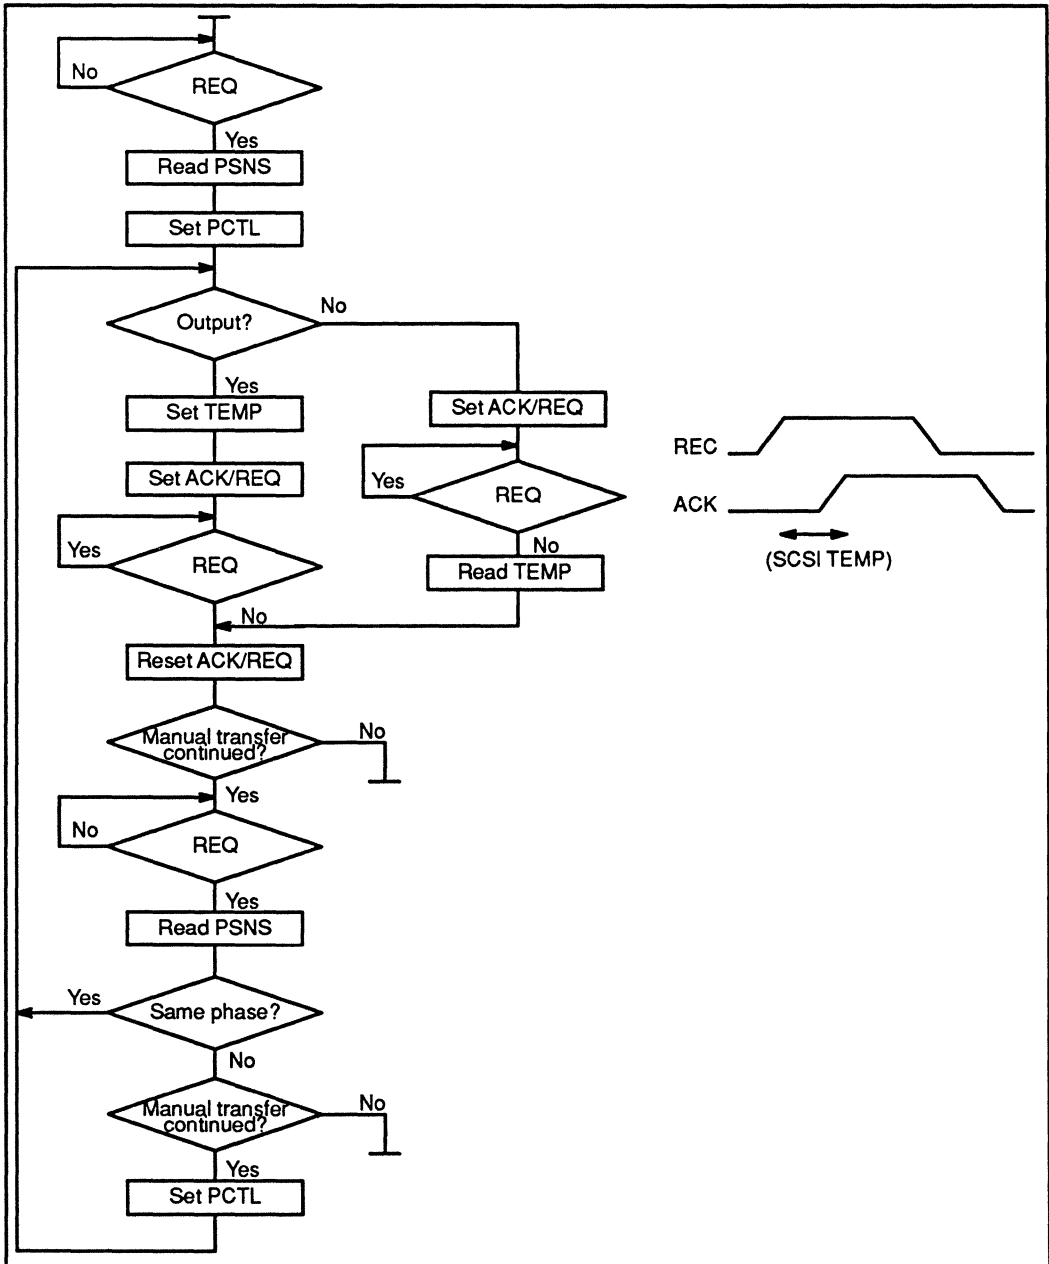 No
REQ
Yes
Read PSNS
Set PCTL
Output?
No
Yes
Set TEMP
Set ACK/REQ
Yes
REQ
No
Set ACK/REQ
Yes
REQ
No
Read TEMP
Reset ACK/REQ
Manual transfer
continued?
No
Yes
No
REQ
Yes
Read PSNS
Yes
Same phase?
No
Manual transfer
continued?
No
Yes
Set PCTL
REC
ACK
(SCSI TEMP)